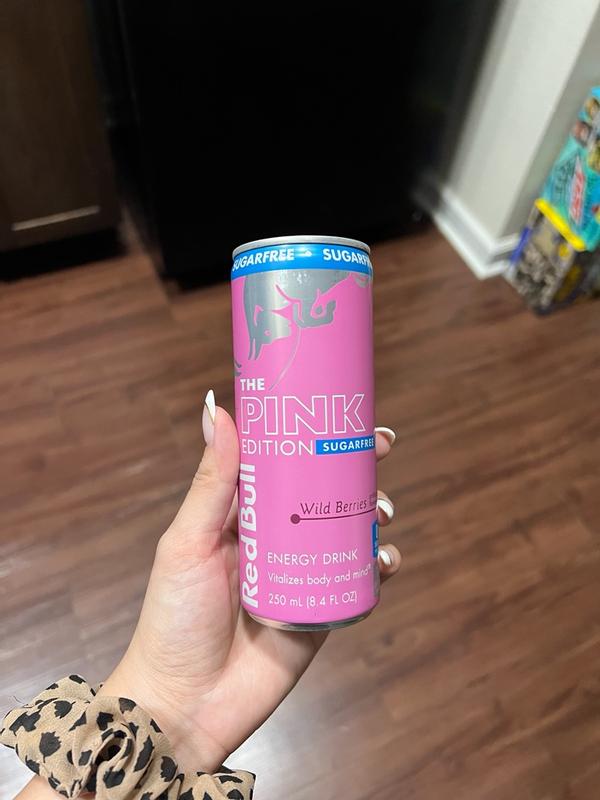 SUGARFREE SUGARFR
THE
PINK
EDITION SUGARFREE
Red Bull
Wild Berries
ENERGY DRINK
Vitalizes body and mind
250 mL (8.4 FL OZ)